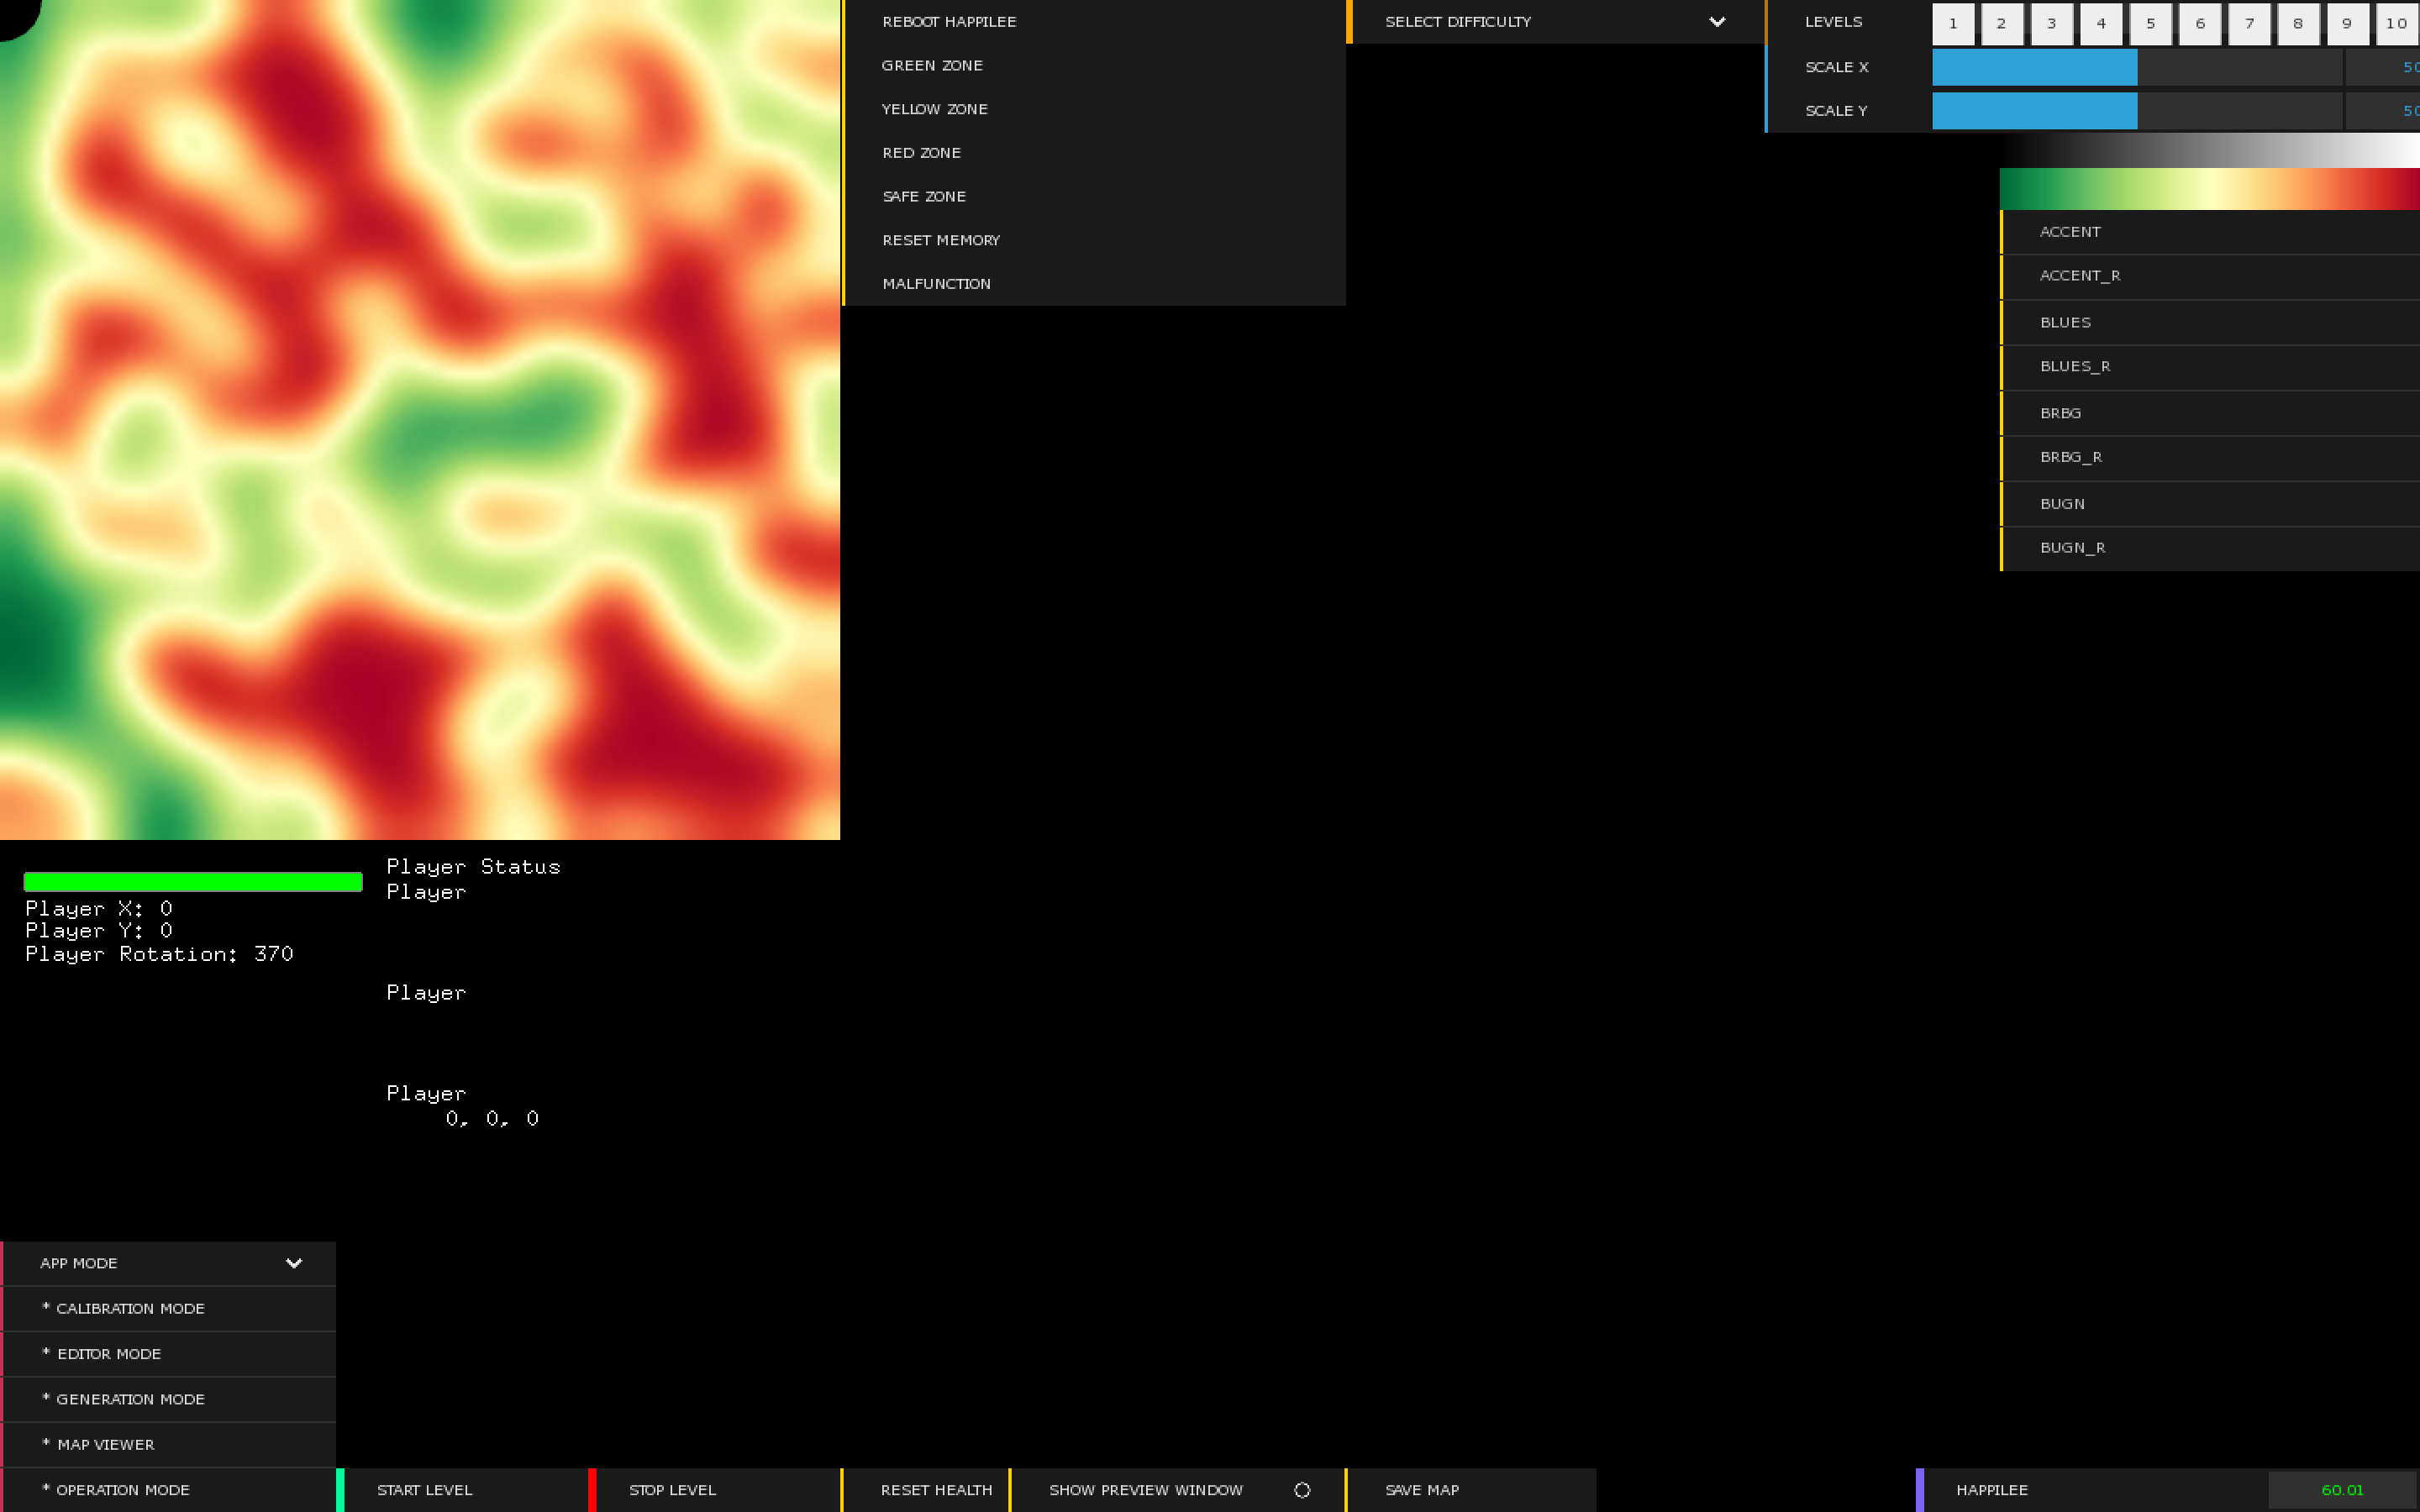 REBOOT HAPPILEE
GREEN ZONE
YELLOW ZONE
RED ZONE
SAFE ZONE
RESET MEMORY
MALFUNCTION
SELECT DIFFICULTY
LEVELS 1 2 3 4 5 6 7 8 9 10
SCALE X 50
SCALE Y 50
ACCENT
ACCENT_R
BLUES
BLUES_R
BRBG
BRBG_R
BUGN
BUGN_R
Player X: 0
Player Y: 0
Player Rotation: 370
Player Status
Player
Player
Player
0, 0, 0
APP MODE
* CALIBRATION MODE
* EDITOR MODE
* GENERATION MODE
* MAP VIEWER
* OPERATION MODE
START LEVEL
STOP LEVEL
RESET HEALTH
SHOW PREVIEW WINDOW
SAVE MAP
HAPPILEE 60.01